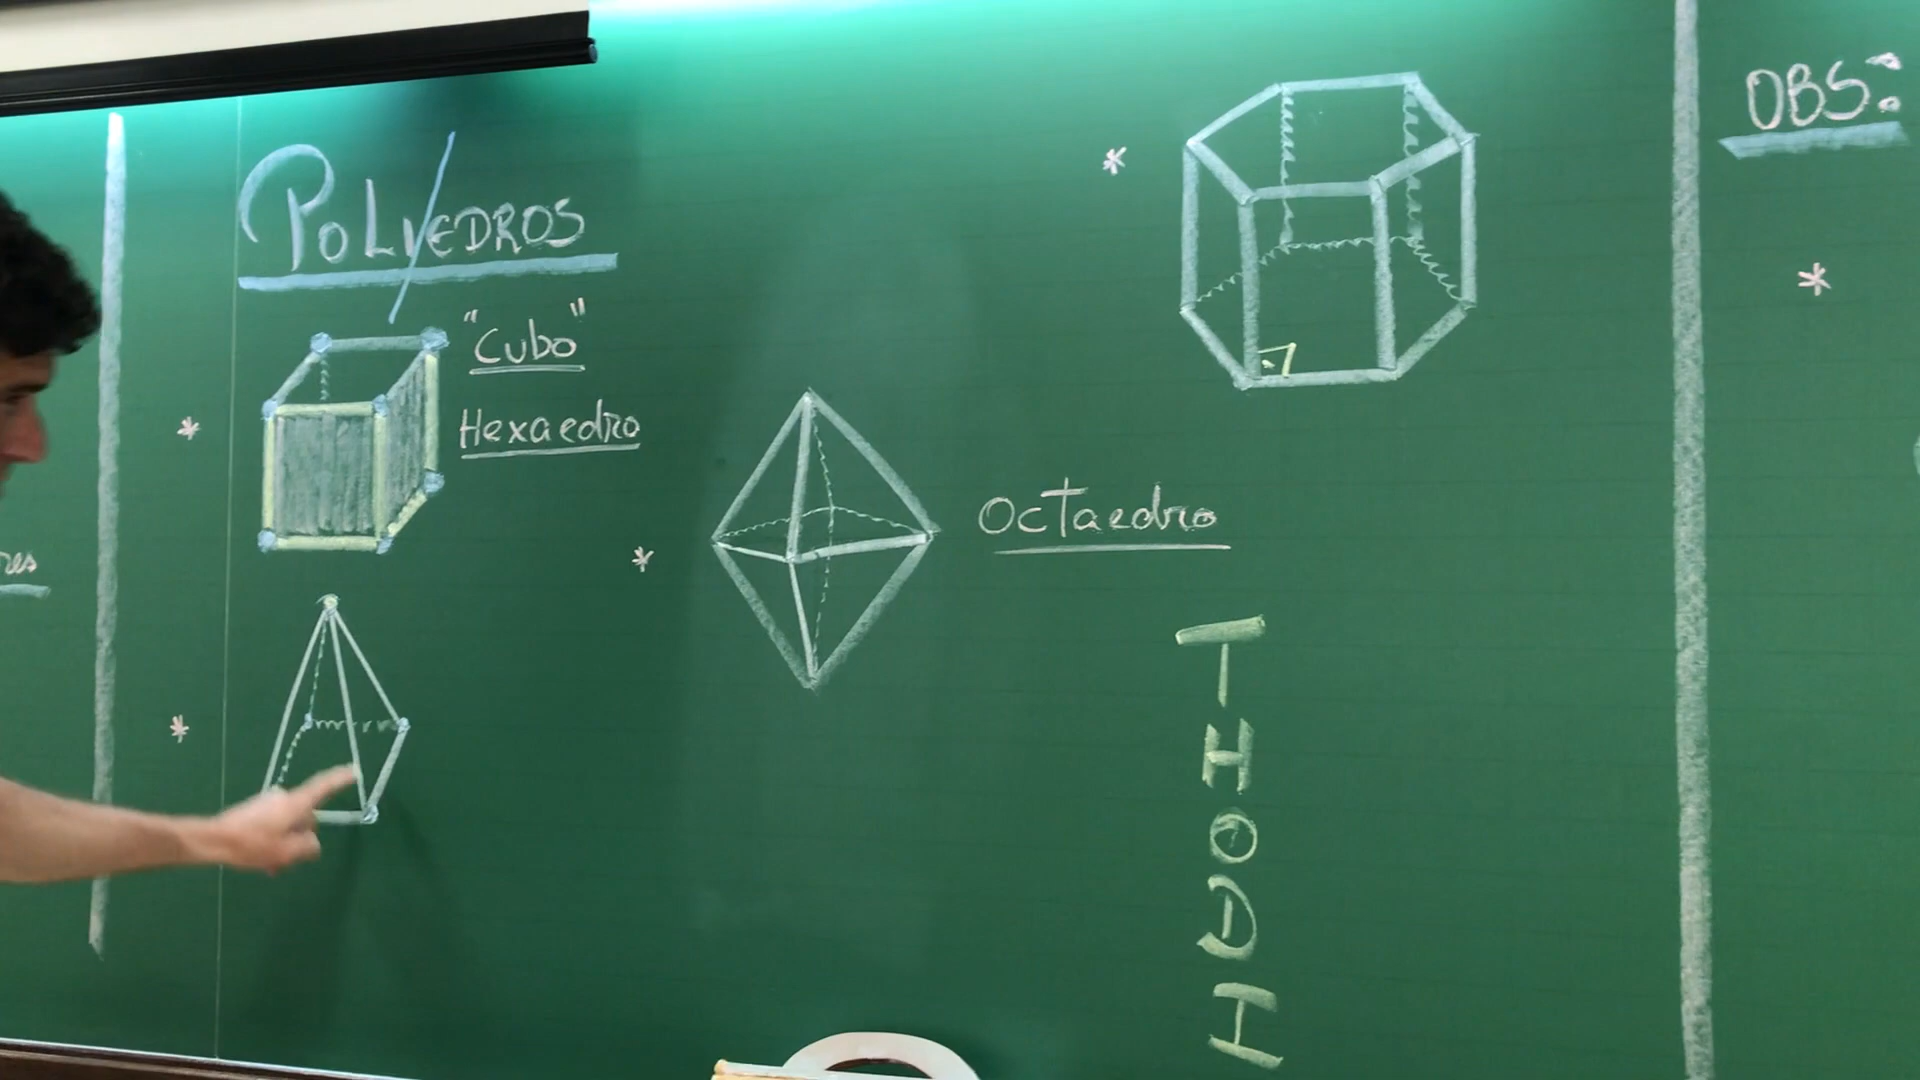 POLIEDROS
"Cubo"
Hexaedro
Octaedro
T
H
O
D
H
OBS: